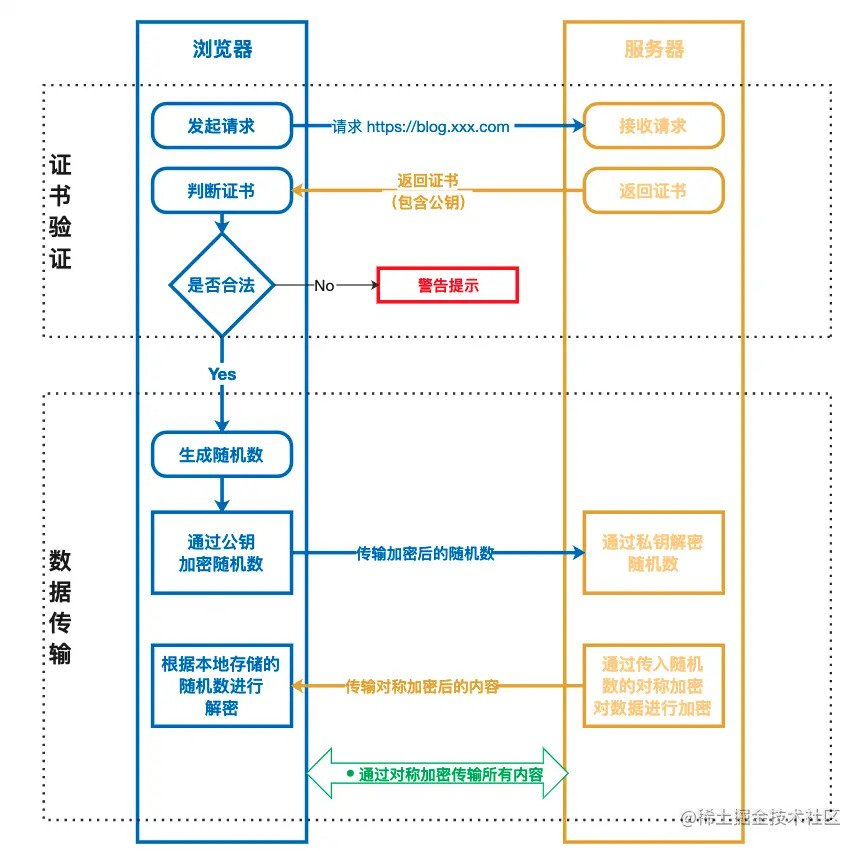 浏览器
服务器
证书验证
发起请求
请求 https://blog.xxx.com
接收请求
判断证书
返回证书
（包含公钥）
返回证书
是否合法
No
警告提示
Yes
数据传输
生成随机数
通过公钥
加密随机数
传输加密后的随机数
通过私钥解密
随机数
根据本地存储的
随机数进行
解密
传输对称加密后的内容
通过传入随机
数的对称加密
对数据进行加密
• 通过对称加密传输所有内容
@稀土掘金技术社区